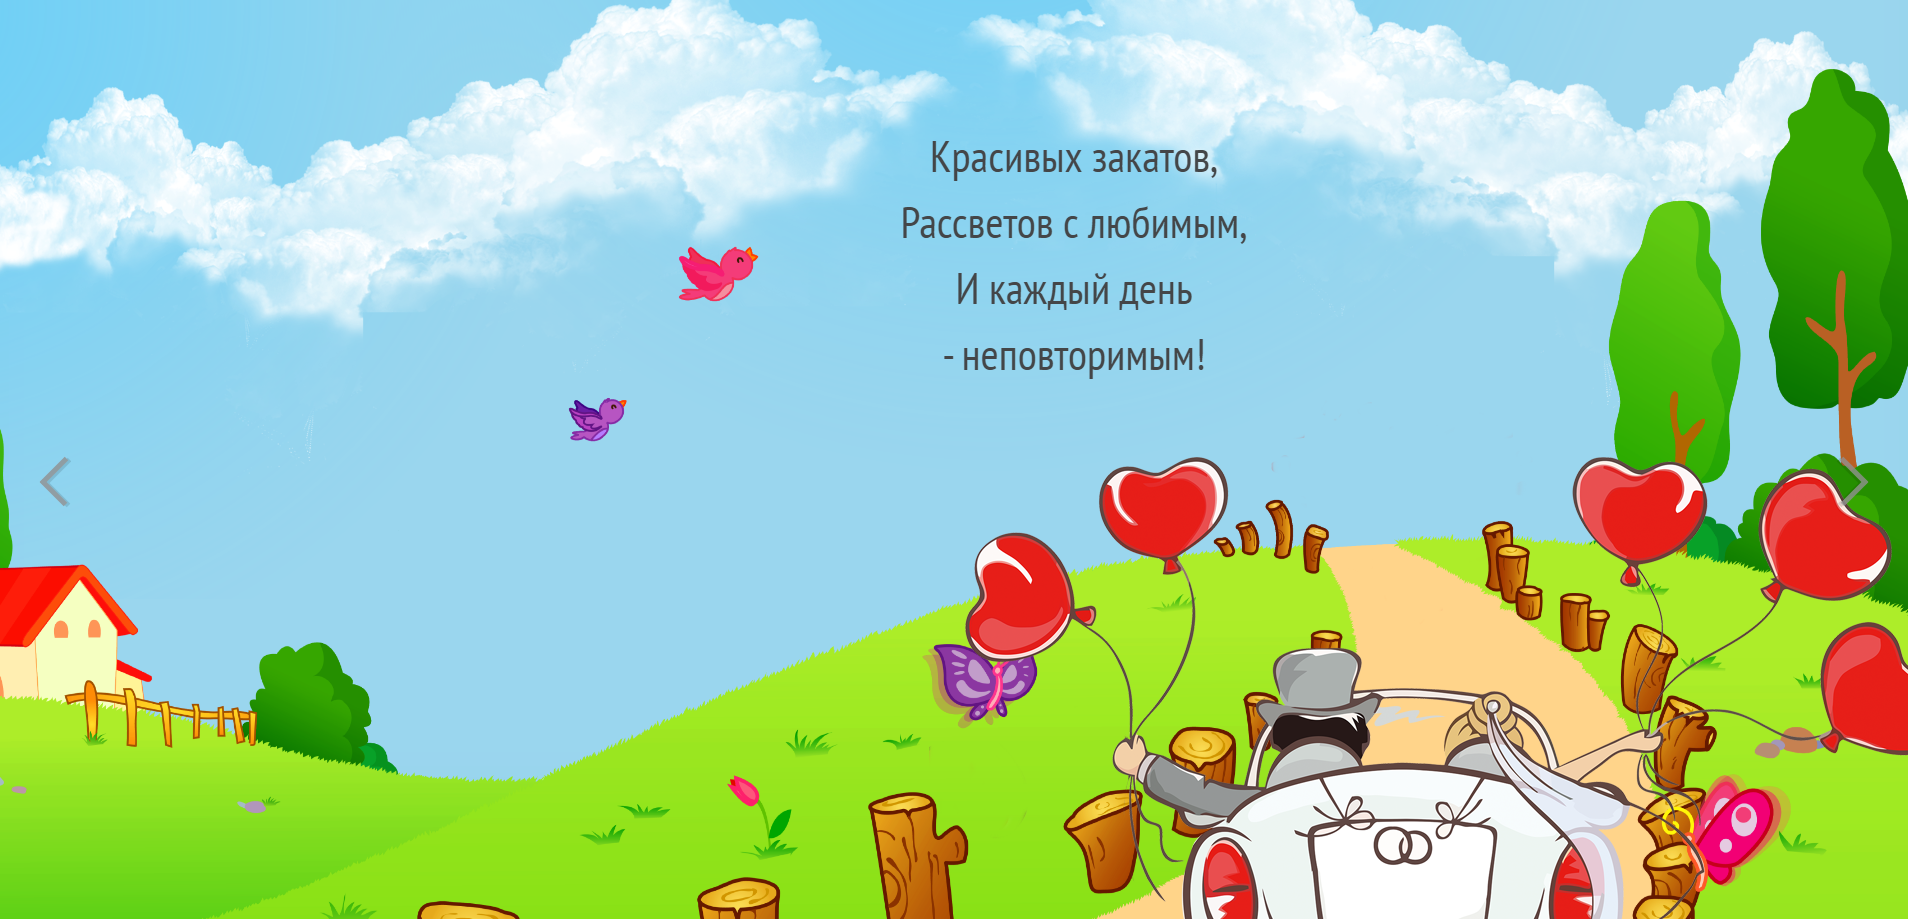 Красивых закатов,
Рассветов с любимым,
И каждый день
- неповторимым!